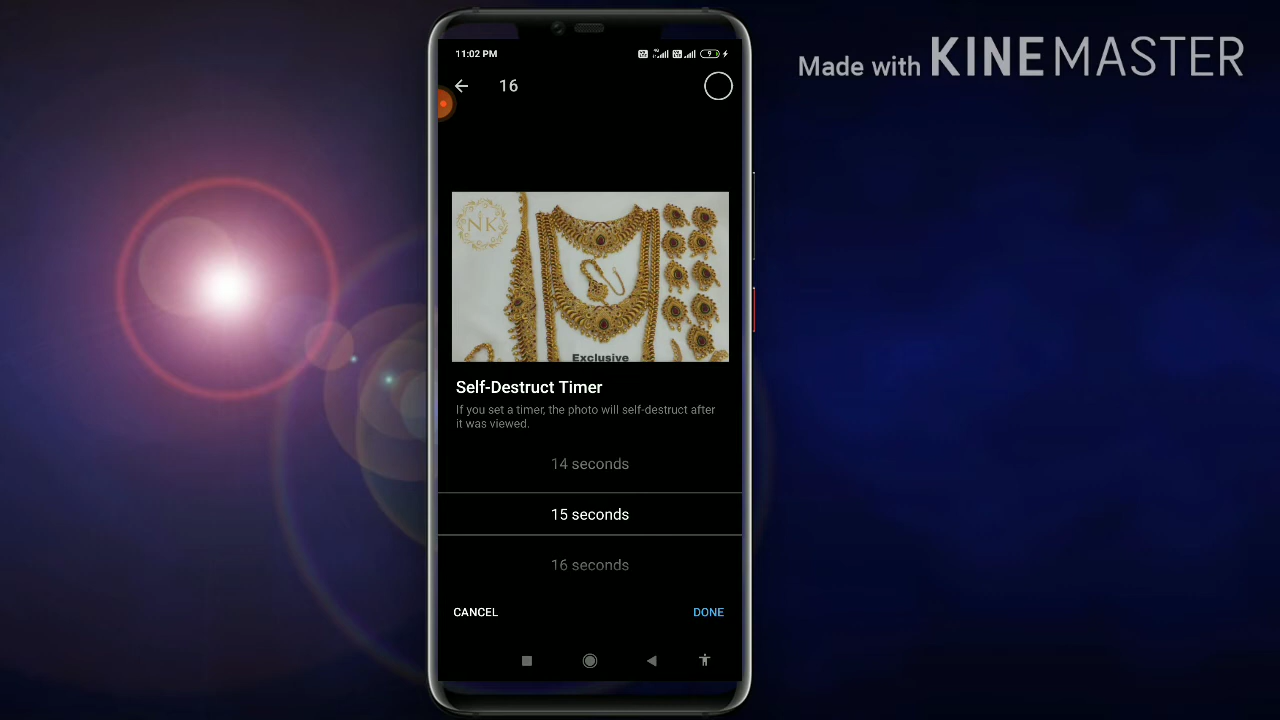 Made with KINEMASTER
11:02 PM
9
16
NK
Exclusive
Self-Destruct Timer
If you set a timer, the photo will self-destruct after
it was viewed.
14 seconds
15 seconds
16 seconds
CANCEL DONE